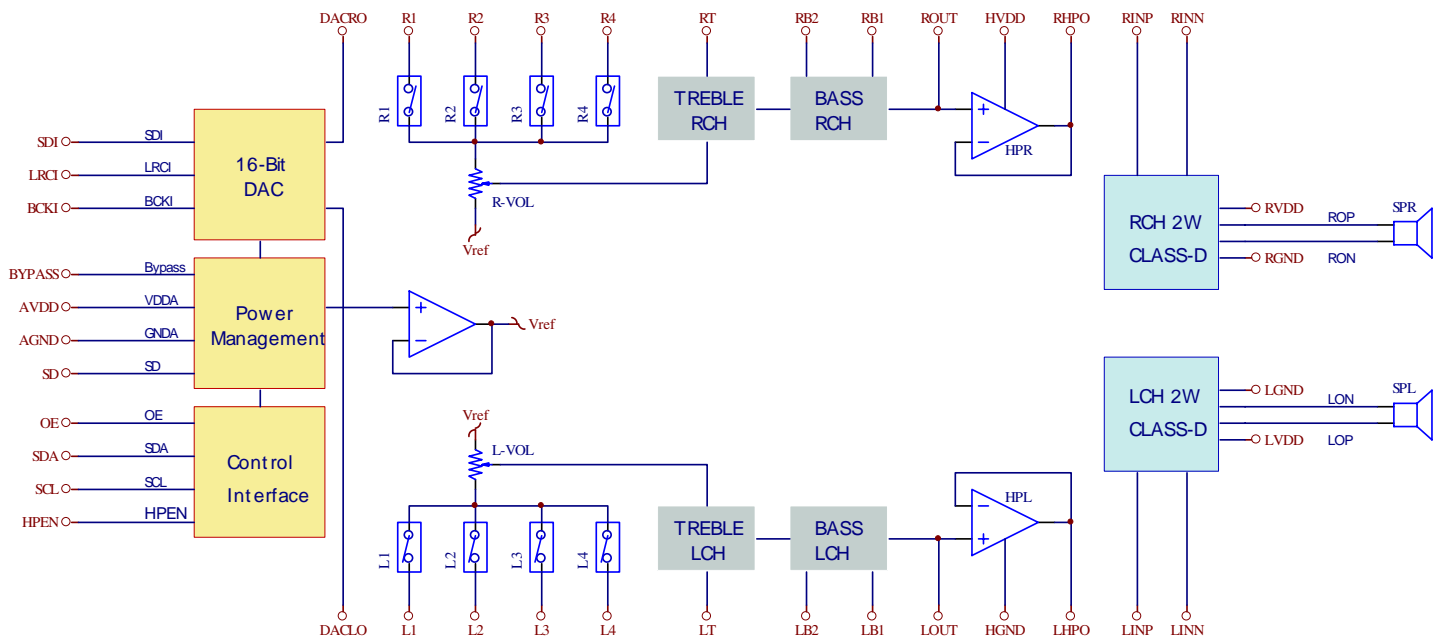 DACRO R1 R2 R3 R4 RT RB2 RB1 ROUT HVDD RHPO RINP RINN
R1 R2 R3 R4
TREBLE
RCH
BASS
RCH
SDI SDI
LRCI LRCI
BCKI BCKI
16-Bit
DAC
HPR
R-VOL
Vref
RCH 2W
CLASS-D
RVDD
ROP
SPR
RGND
RON
BYPASS Bypass
AVDD VDDA
AGND GNDA
SD SD
Power
Management
Vref
LCH 2W
CLASS-D
LGND
LON
SPL
LVDD
LOP
OE OE
SDA SDA
SCL SCL
HPEN HPEN
Control
Interface
Vref
L-VOL
HPL
L1 L2 L3 L4
TREBLE
LCH
BASS
LCH
DACLO L1 L2 L3 L4 LT LB2 LB1 LOUT HGND LHPO LINP LINN